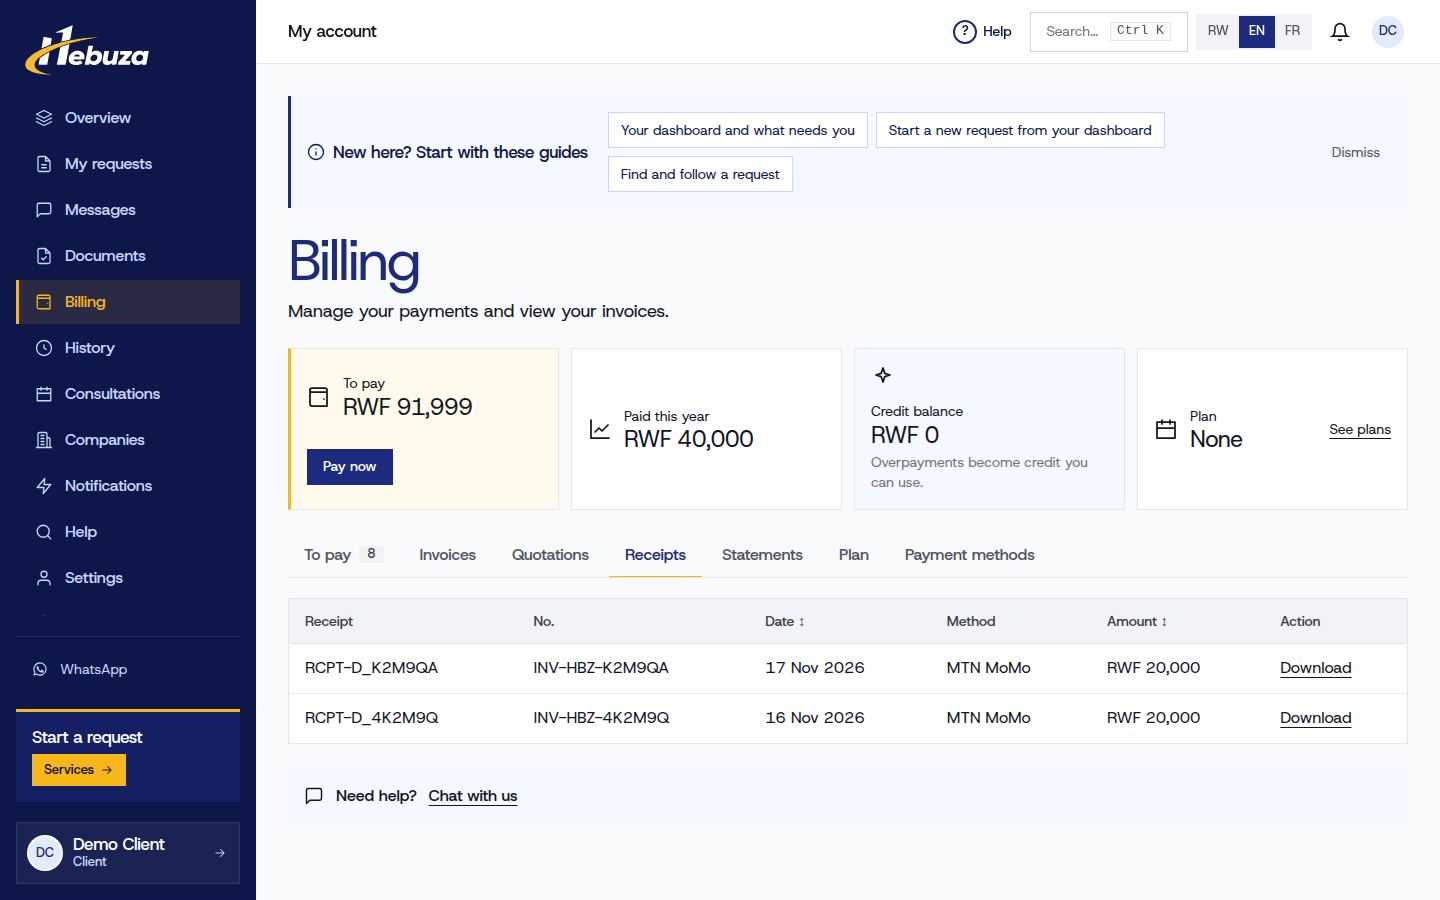 Hebuza
My account
Help
Search...
Ctrl K
RW
EN
FR
DC
Overview
My requests
Messages
Documents
Billing
History
Consultations
Companies
Notifications
Help
Settings
WhatsApp
Start a request
Services →
DC
Demo Client
Client
→
New here? Start with these guides
Your dashboard and what needs you
Start a new request from your dashboard
Find and follow a request
Dismiss
Billing
Manage your payments and view your invoices.
To pay
RWF 91,999
Pay now
Paid this year
RWF 40,000
Credit balance
RWF 0
Overpayments become credit you
can use.
Plan
None
See plans
To pay 8
Invoices
Quotations
Receipts
Statements
Plan
Payment methods
Receipt No. Date ↕ Method Amount ↕ Action
RCPT-D_K2M9QA INV-HBZ-K2M9QA 17 Nov 2026 MTN MoMo RWF 20,000 Download
RCPT-D_4K2M9Q INV-HBZ-4K2M9Q 16 Nov 2026 MTN MoMo RWF 20,000 Download
Need help? Chat with us